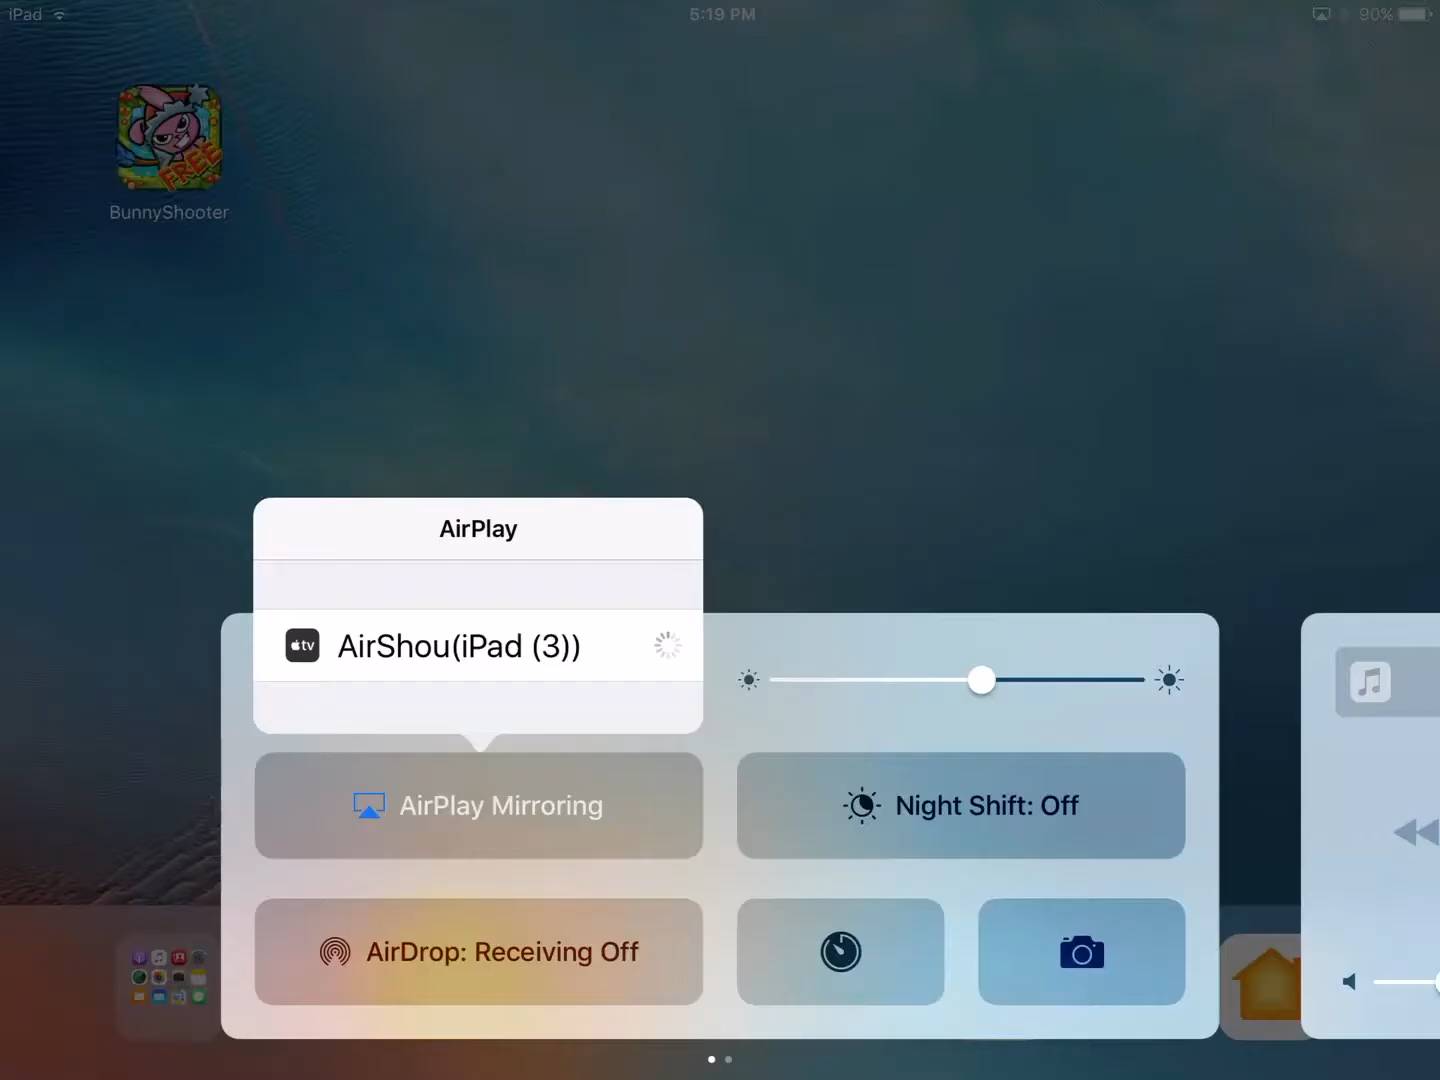 iPad
5:19 PM
90%
FREE
BunnyShooter
AirPlay
tv
AirShou(iPad (3))
AirPlay Mirroring
Night Shift: Off
AirDrop: Receiving Off